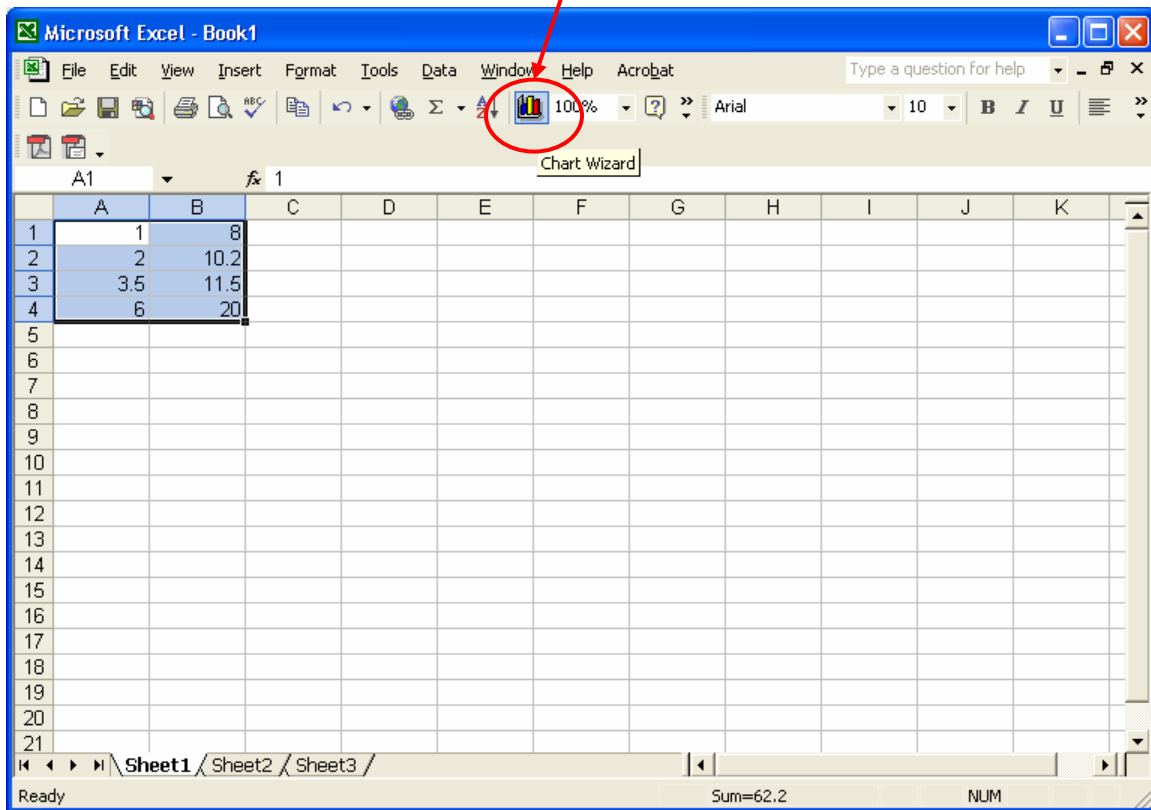 Microsoft Excel - Book1
File Edit View Insert Format Tools Data Window Help Acrobat Type a question for help
ABC Σ A Z 100% ? » Arial 10 B I U »
Chart Wizard
A1 fx 1
A B C D E F G H I J K
1 1 8
2 2 10.2
3 3.5 11.5
4 6 20
5
6
7
8
9
10
11
12
13
14
15
16
17
18
19
20
21
Sheet1 Sheet2 Sheet3
Ready Sum=62.2 NUM